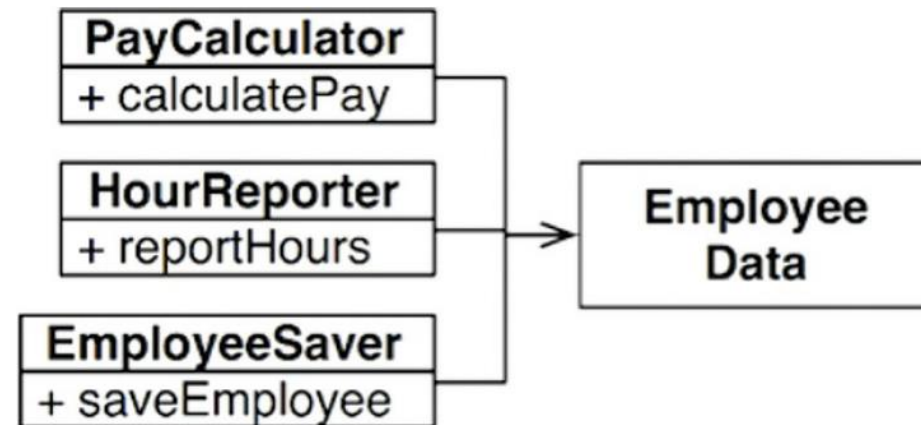 PayCalculator
+ calculatePay
HourReporter
+ reportHours
EmployeeSaver
+ saveEmployee
Employee
Data